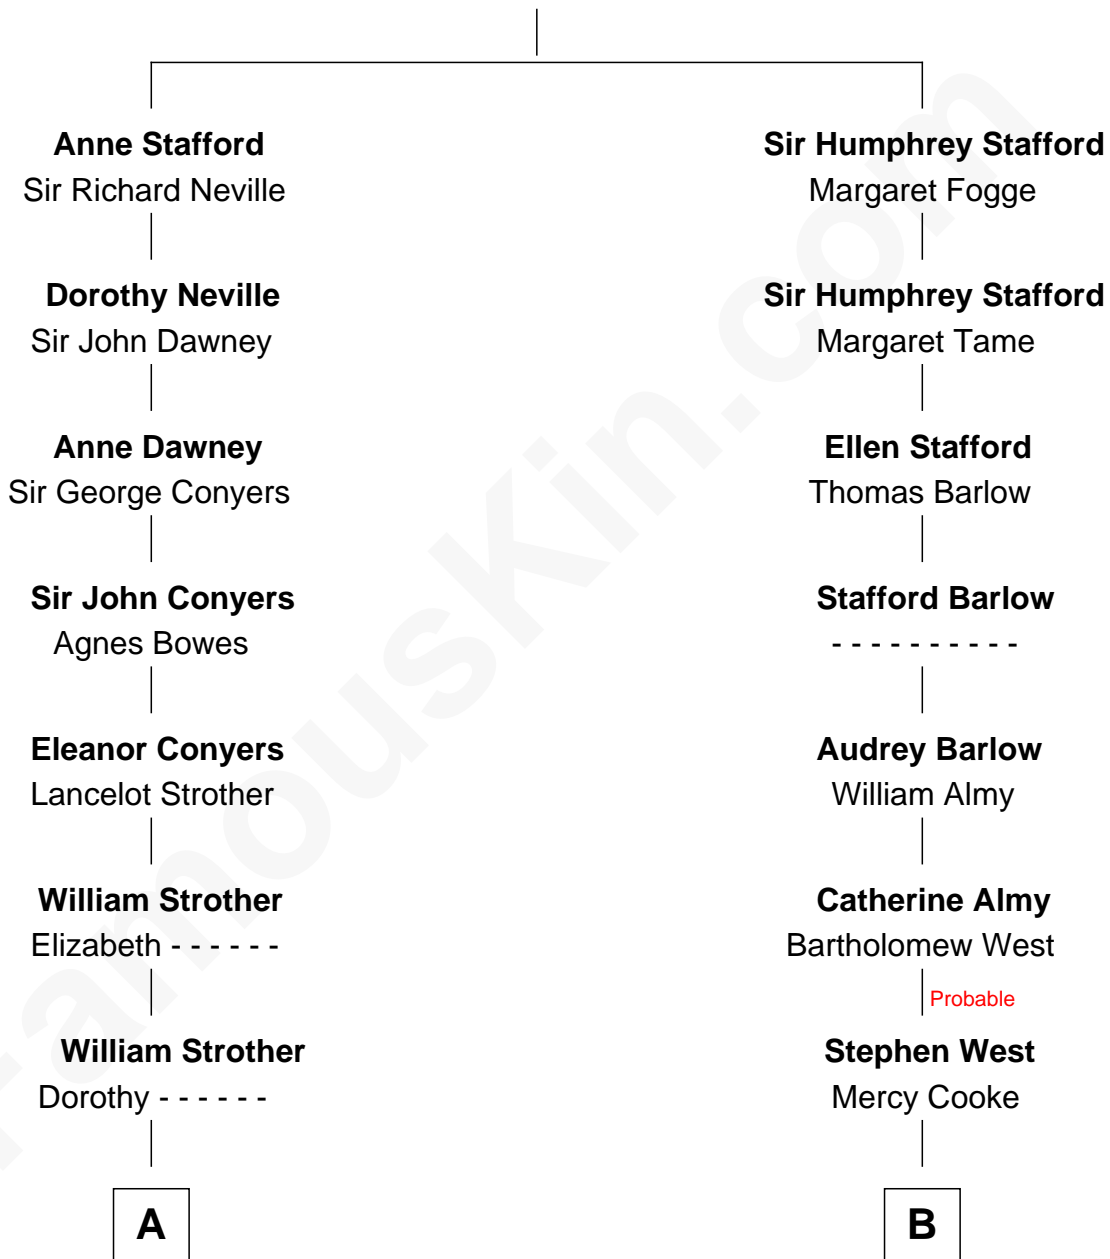 Anne Stafford
Sir Richard Neville
Sir Humphrey Stafford
Margaret Fogge
Dorothy Neville
Sir John Dawney
Sir Humphrey Stafford
Margaret Tame
Anne Dawney
Sir George Conyers
Ellen Stafford
Thomas Barlow
Sir John Conyers
Agnes Bowes
Stafford Barlow
- - - - - - - - - -
Eleanor Conyers
Lancelot Strother
Audrey Barlow
William Almy
William Strother
Elizabeth - - - - - -
Catherine Almy
Bartholomew West
Probable
William Strother
Dorothy - - - - - -
Stephen West
Mercy Cooke
A
B
FamousKin.com